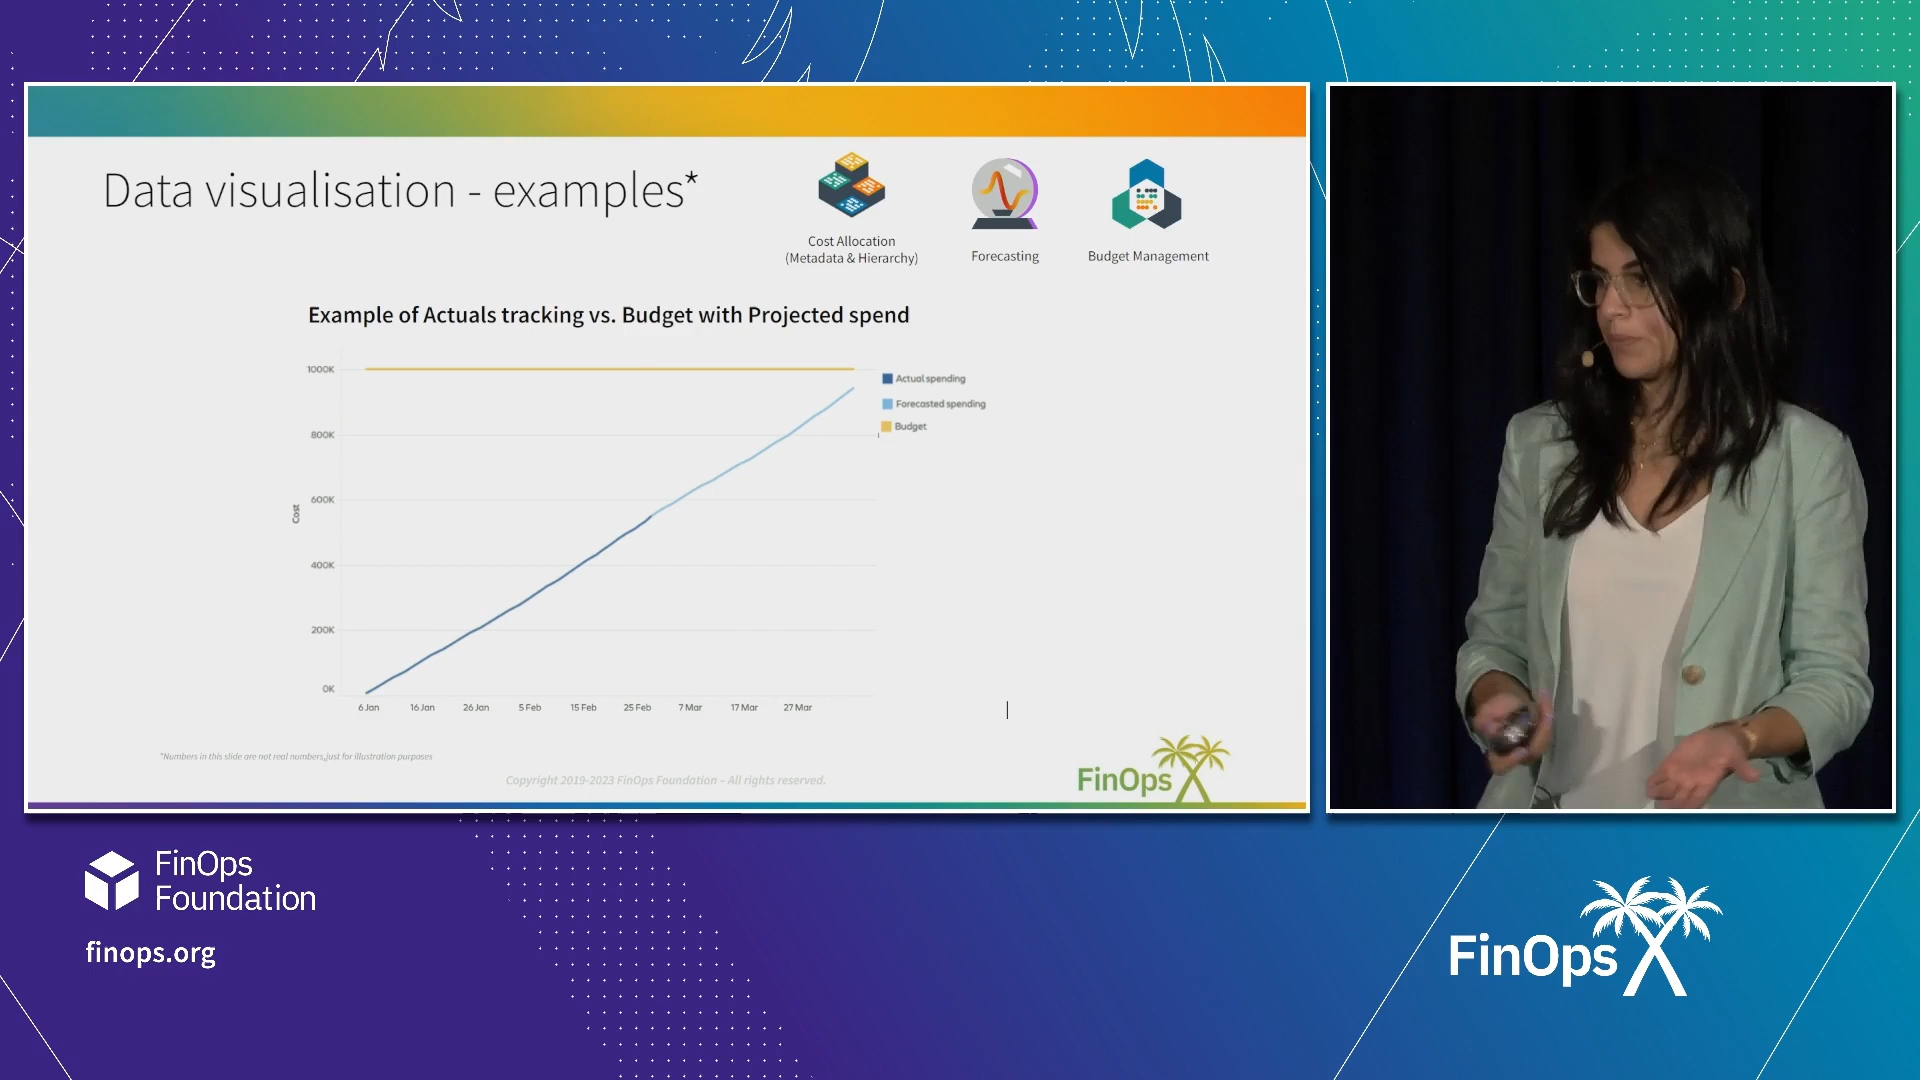 Data visualisation - examples*
Cost Allocation
(Metadata & Hierarchy)
Forecasting
Budget Management
Example of Actuals tracking vs. Budget with Projected spend
1000K
800K
600K
400K
200K
0K
Cost
6 Jan
16 Jan
26 Jan
5 Feb
15 Feb
25 Feb
7 Mar
17 Mar
27 Mar
Actual spending
Forecasted spending
Budget
*Numbers in this slide are not real numbers,just for illustration purposes
Copyright 2019-2023 FinOps Foundation – All rights reserved.
FinOps X
FinOps
Foundation
finops.org
FinOps X